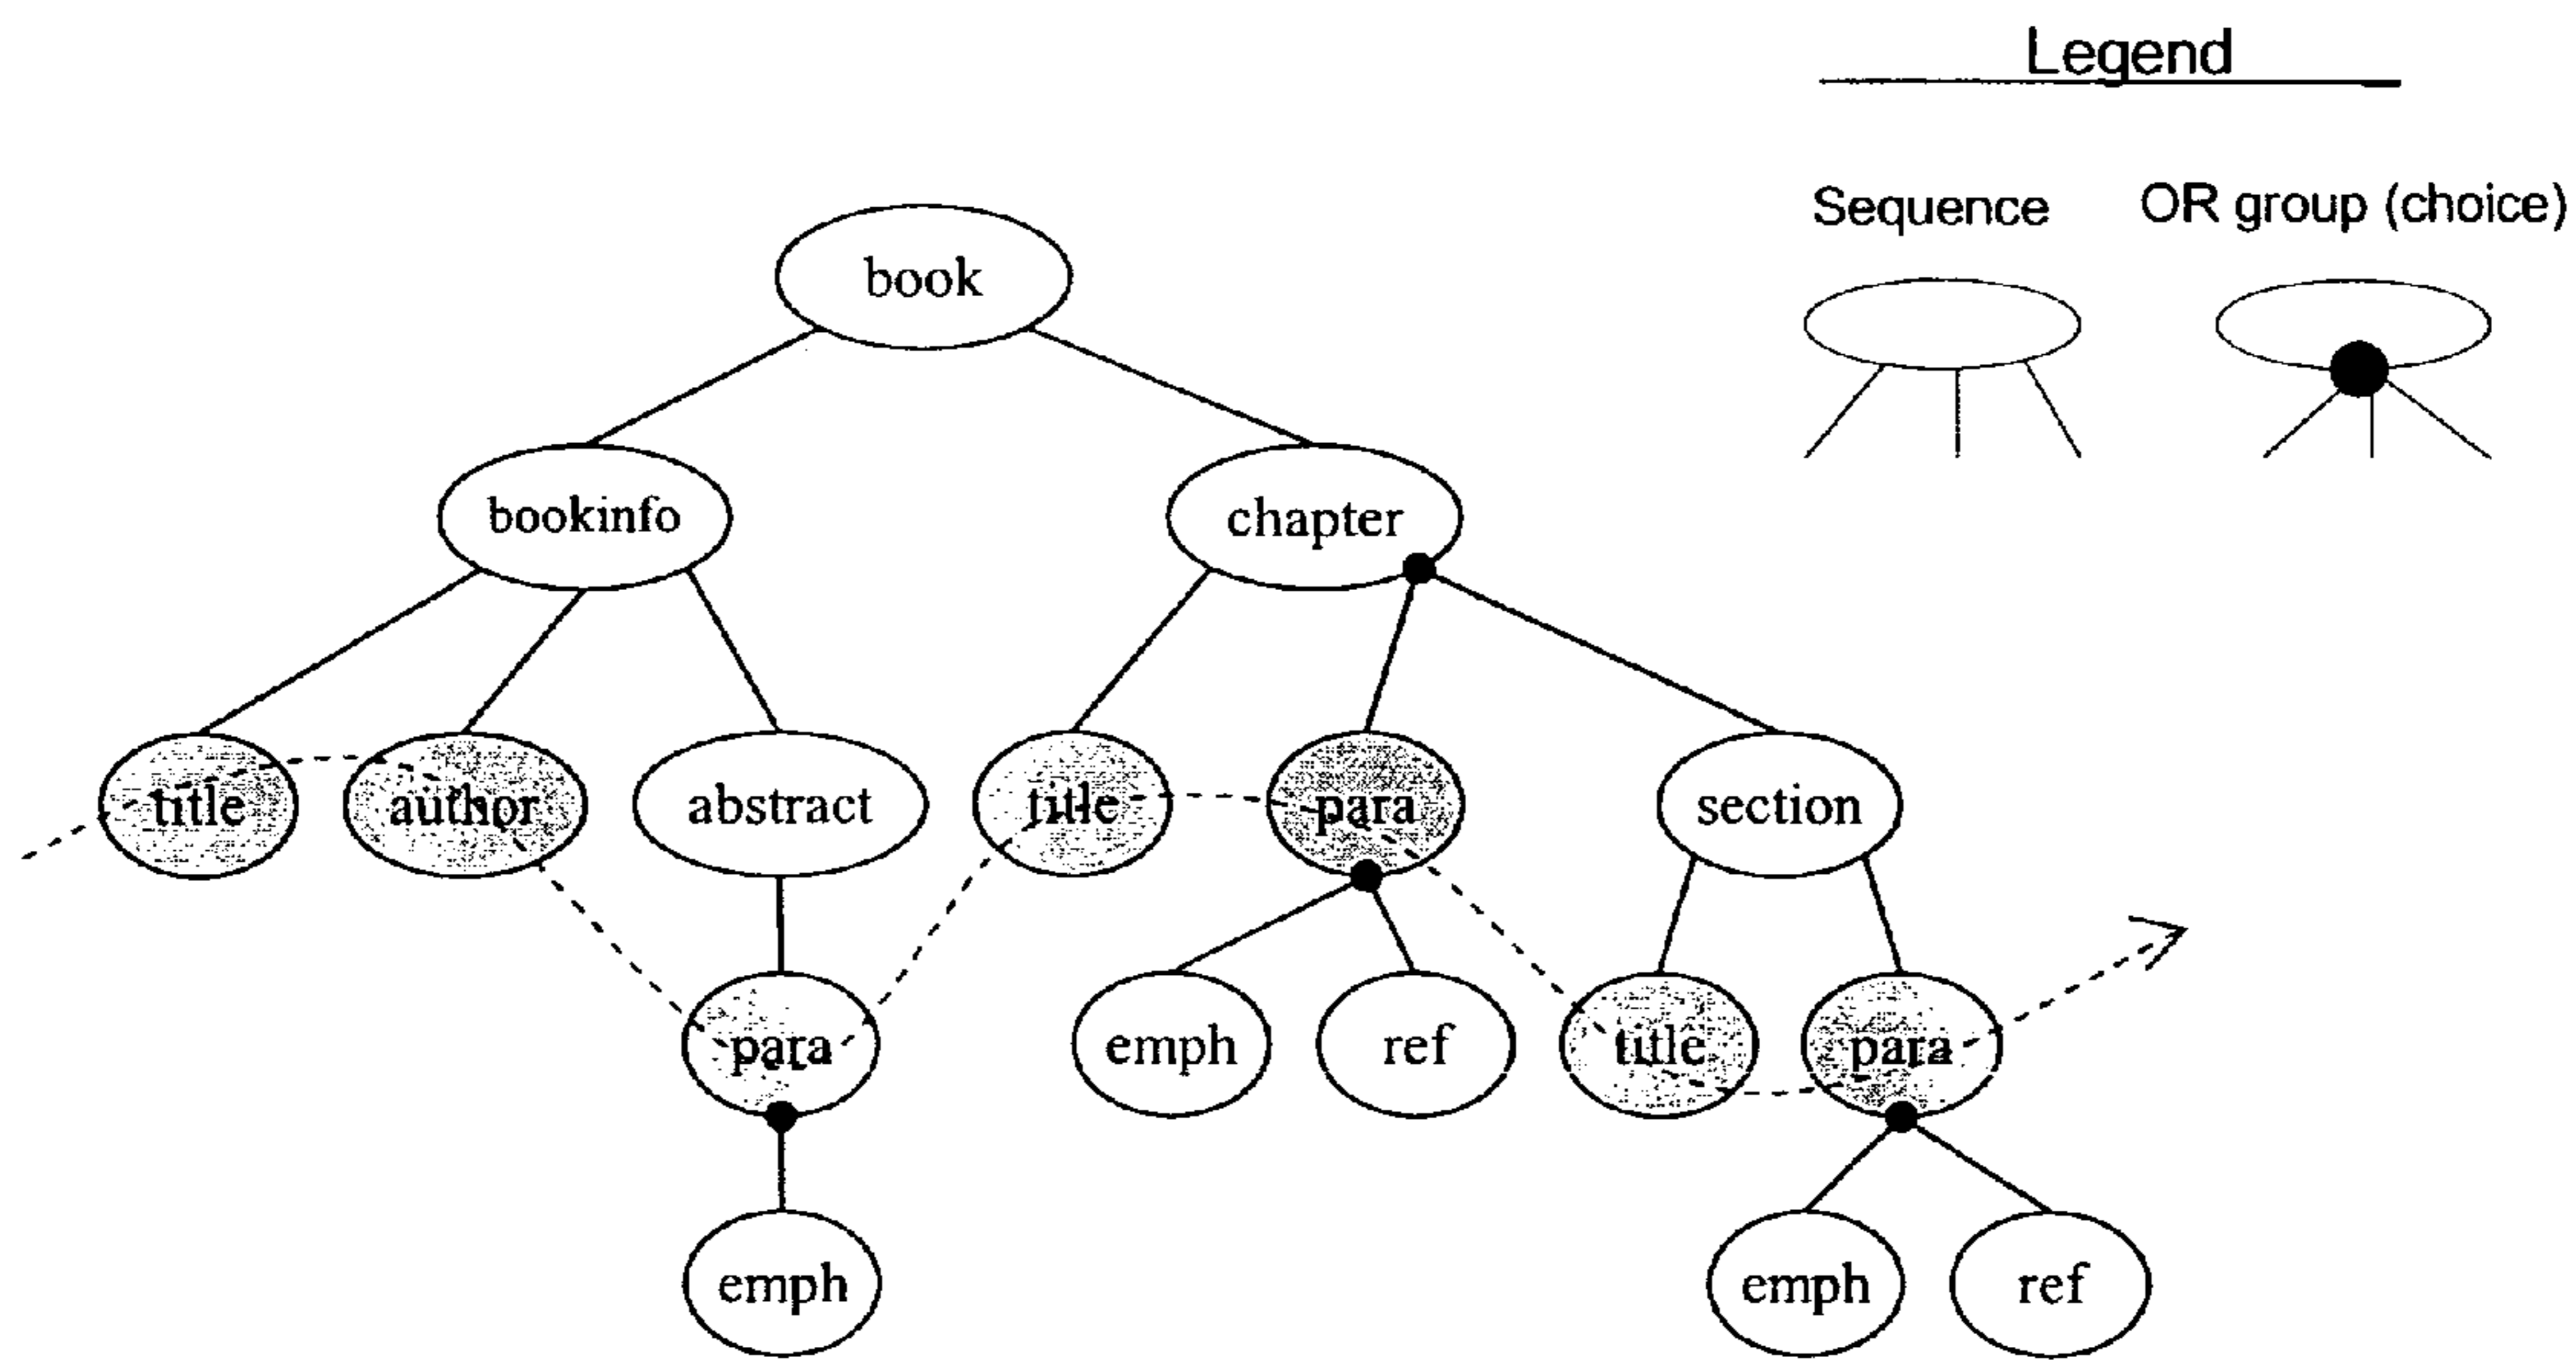 Legend
Sequence OR group (choice)
book
bookinfo chapter
title author abstract title para section
para emph ref title para
emph emph ref